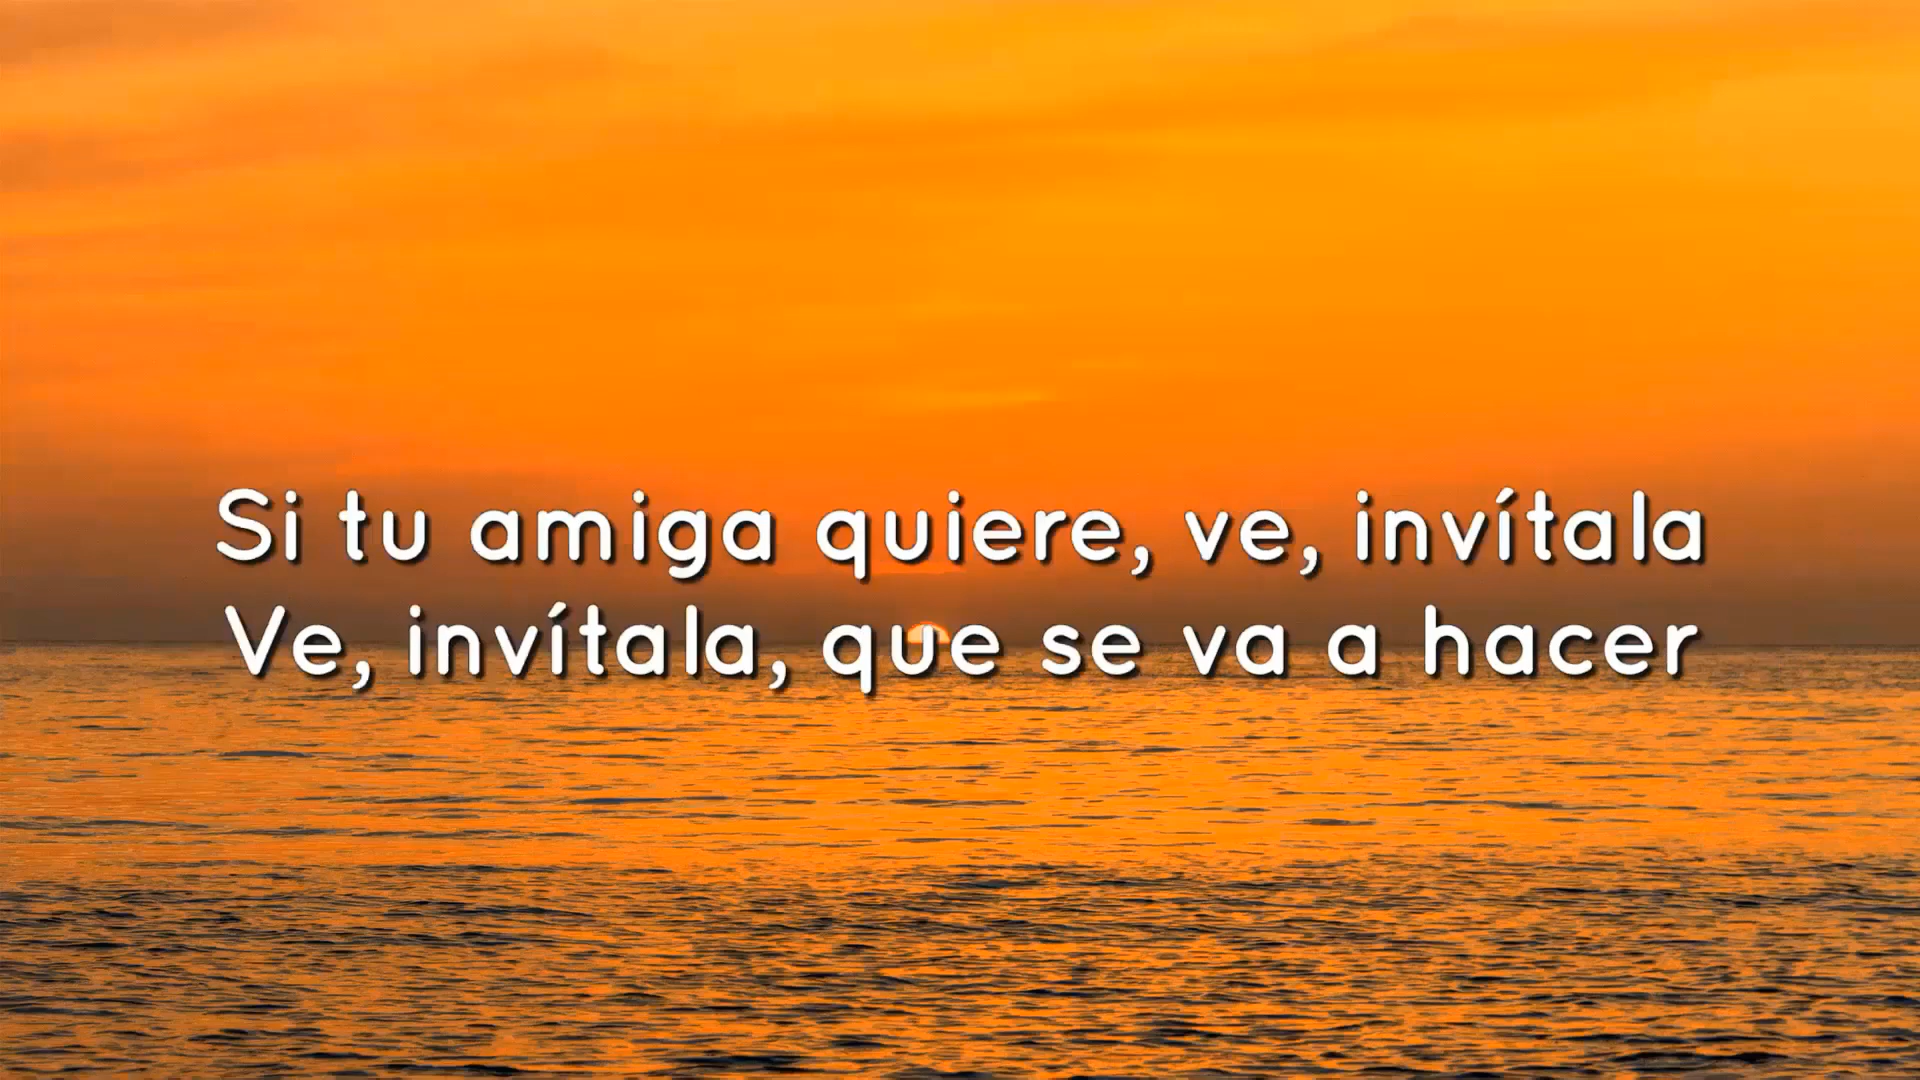 Si tu amiga quiere, ve, invítala
Ve, invítala, que se va a hacer